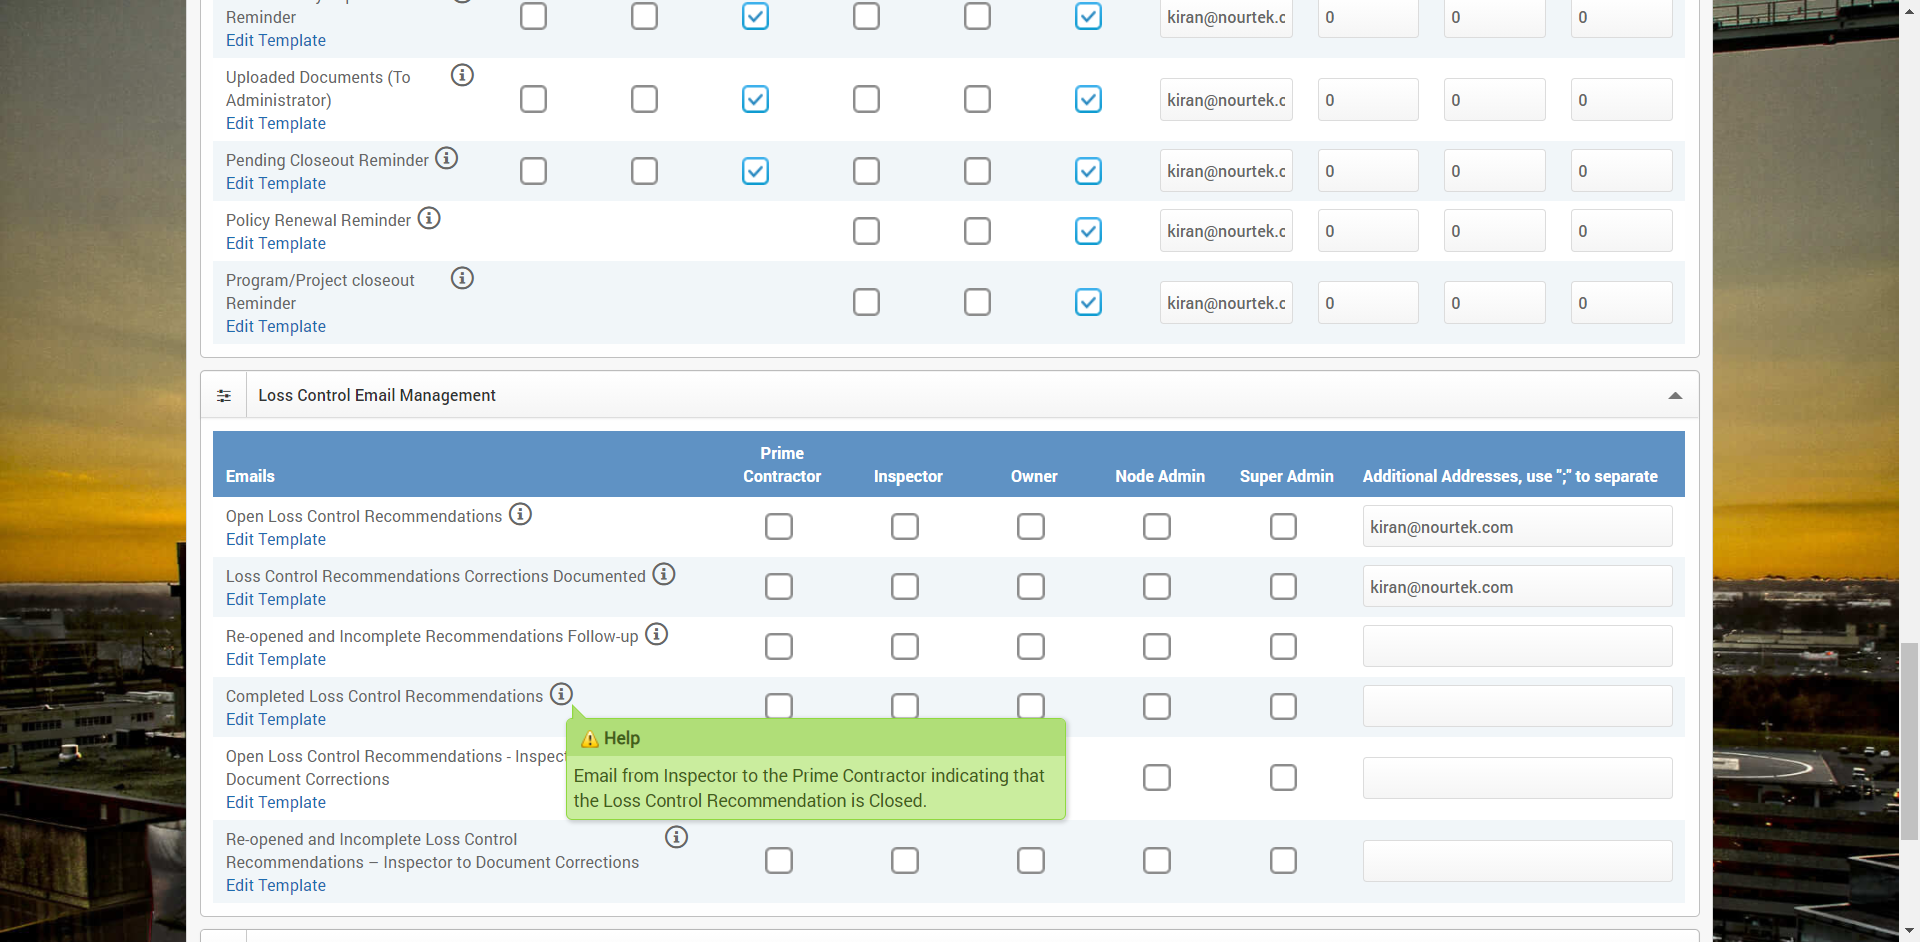 Reminder
Edit Template
kiran@nourtek.c 0 0 0
Uploaded Documents (To
Administrator)
Edit Template
kiran@nourtek.c 0 0 0
Pending Closeout Reminder
Edit Template
kiran@nourtek.c 0 0 0
Policy Renewal Reminder
Edit Template
kiran@nourtek.c 0 0 0
Program/Project closeout
Reminder
Edit Template
kiran@nourtek.c 0 0 0
Loss Control Email Management
Emails Prime Contractor Inspector Owner Node Admin Super Admin Additional Addresses, use ";" to separate
Open Loss Control Recommendations
Edit Template
kiran@nourtek.com
Loss Control Recommendations Corrections Documented
Edit Template
kiran@nourtek.com
Re-opened and Incomplete Recommendations Follow-up
Edit Template
Completed Loss Control Recommendations
Edit Template
Help
Email from Inspector to the Prime Contractor indicating that
the Loss Control Recommendation is Closed.
Open Loss Control Recommendations - Inspect
Document Corrections
Edit Template
Re-opened and Incomplete Loss Control
Recommendations – Inspector to Document Corrections
Edit Template